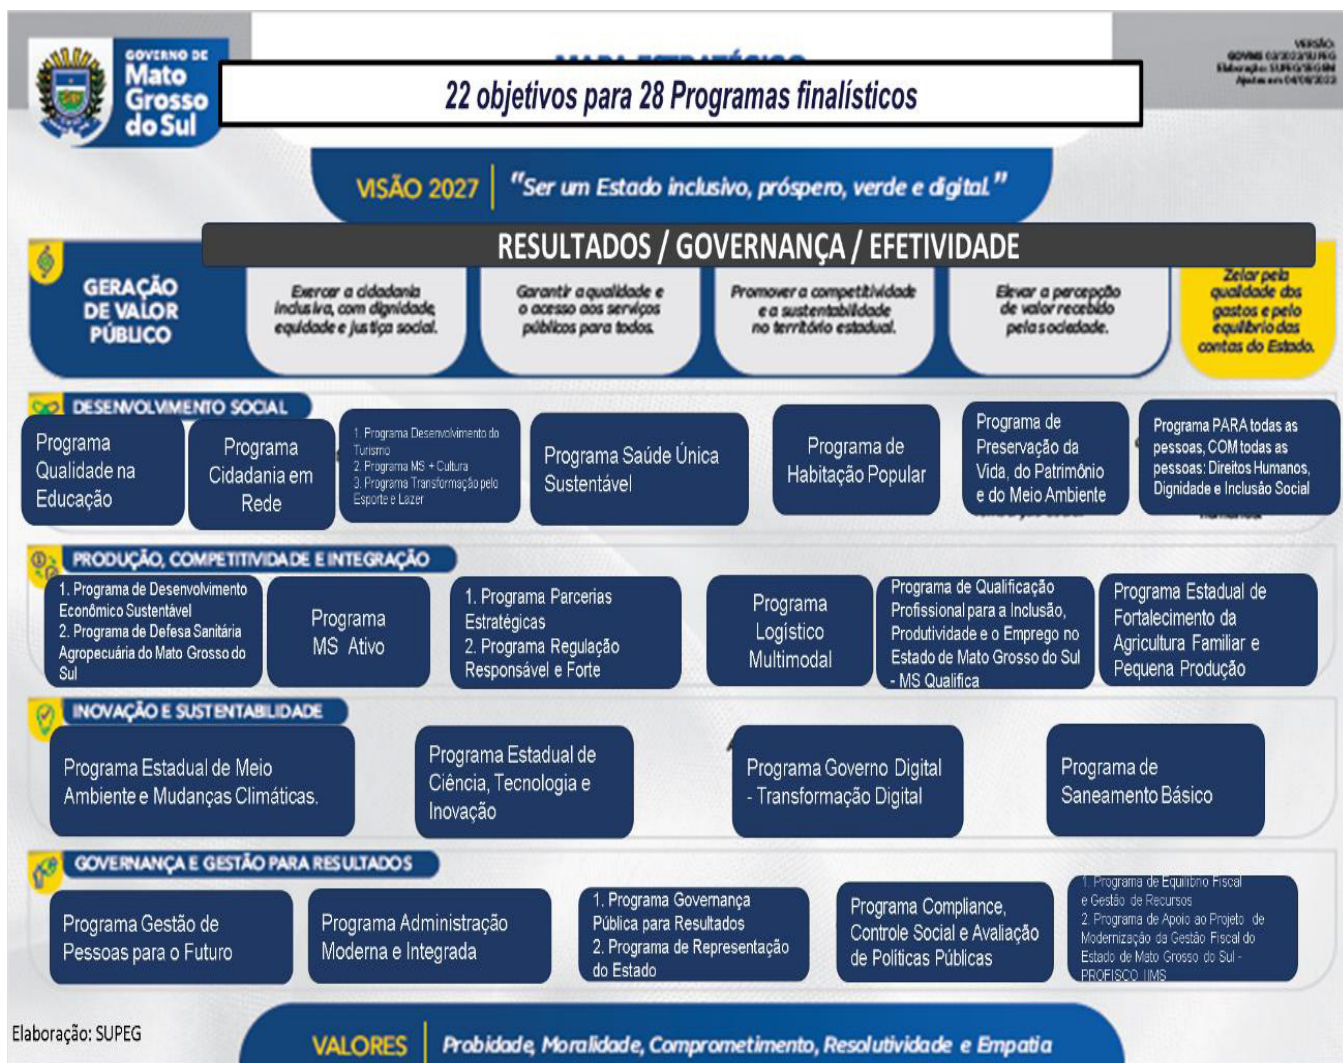 GOVERNO DE
Mato
Grosso
do Sul
VERSÃO:
22 objetivos para 28 Programas finalísticos
VISÃO 2027
"Ser um Estado inclusivo, próspero, verde e digital."
RESULTADOS / GOVERNANÇA / EFETIVIDADE
GERAÇÃO
DE VALOR
PÚBLICO
Exercer a cidadania
inclusiva, com dignidade,
equidade e justiça social.
Garantir a qualidade e
o acesso aos serviços
públicos para todos.
Promover a competitividade
e a sustentabilidade
no território estadual.
Elevar a percepção
de valor recebido
pela sociedade.
Zelar pela
qualidade dos
gastos e pelo
equilíbrio das
contas do Estado.
DESENVOLVIMENTO SOCIAL
Programa
Qualidade na
Educação
Programa
Cidadania em
Rede
1. Programa Desenvolvimento do
Turismo
2. Programa MS + Cultura
3. Programa Transformação pelo
Esporte e Lazer
Programa Saúde Única
Sustentável
Programa de
Habitação Popular
Programa de
Preservação da
Vida, do Patrimônio
e do Meio Ambiente
Programa PARA todas as
pessoas, COM todas as
pessoas: Direitos Humanos,
Dignidade e Inclusão Social
PRODUÇÃO, COMPETITIVIDADE E INTEGRAÇÃO
1. Programa de Desenvolvimento
Econômico Sustentável
2. Programa de Defesa Sanitária
Agropecuária do Mato Grosso do
Sul
Programa
MS Ativo
1. Programa Parcerias
Estratégicas
2. Programa Regulação
Responsável e Forte
Programa
Logístico
Multimodal
Programa de Qualificação
Profissional para a Inclusão,
Produtividade e o Emprego no
Estado de Mato Grosso do Sul
- MS Qualifica
Programa Estadual de
Fortalecimento da
Agricultura Familiar e
Pequena Produção
INOVAÇÃO E SUSTENTABILIDADE
Programa Estadual de Meio
Ambiente e Mudanças Climáticas.
Programa Estadual de
Ciência, Tecnologia e
Inovação
Programa Governo Digital
- Transformação Digital
Programa de
Saneamento Básico
GOVERNANÇA E GESTÃO PARA RESULTADOS
Programa Gestão de
Pessoas para o Futuro
Programa Administração
Moderna e Integrada
1. Programa Governança
Pública para Resultados
2. Programa de Representação
do Estado
Programa Compliance,
Controle Social e Avaliação
de Políticas Públicas
1. Programa de Equilíbrio Fiscal
e Gestão de Recursos
2. Programa de Apoio ao Projeto de
Modernização da Gestão Fiscal do
Estado de Mato Grosso do Sul -
PROFISCO IIMS
Elaboração: SUPEG
VALORES
Probidade, Moralidade, Comprometimento, Resolutividade e Empatia